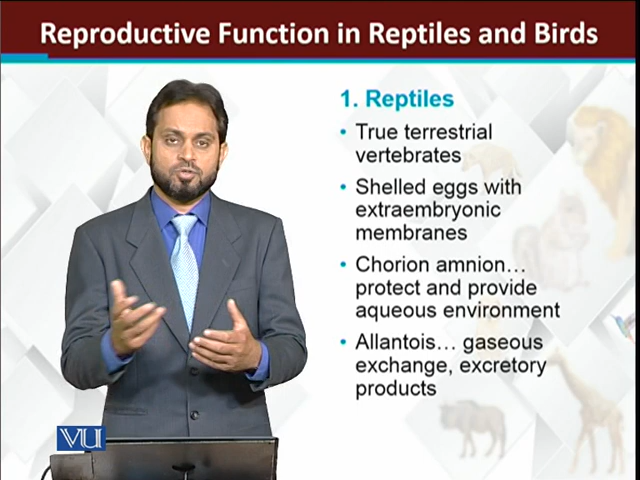 Reproductive Function in Reptiles and Birds
1. Reptiles
• True terrestrial
vertebrates
• Shelled eggs with
extraembryonic
membranes
• Chorion amnion… 
protect and provide
aqueous environment
• Allantois… gaseous
exchange, excretory
products
VU